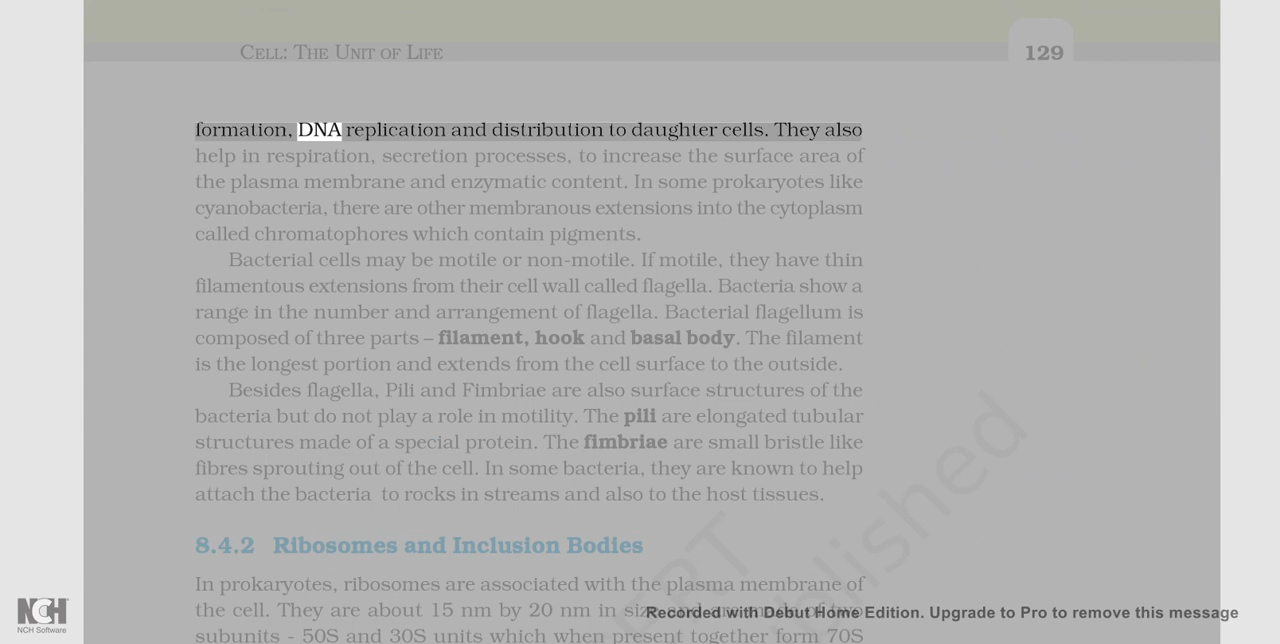 CELL: THE UNIT OF LIFE
129
formation, DNA replication and distribution to daughter cells. They also
help in respiration, secretion processes, to increase the surface area of
the plasma membrane and enzymatic content. In some prokaryotes like
cyanobacteria, there are other membranous extensions into the cytoplasm
called chromatophores which contain pigments.
Bacterial cells may be motile or non-motile. If motile, they have thin
filamentous extensions from their cell wall called flagella. Bacteria show a
range in the number and arrangement of flagella. Bacterial flagellum is
composed of three parts – filament, hook and basal body. The filament
is the longest portion and extends from the cell surface to the outside.
Besides flagella, Pili and Fimbriae are also surface structures of the
bacteria but do not play a role in motility. The pili are elongated tubular
structures made of a special protein. The fimbriae are small bristle like
fibres sprouting out of the cell. In some bacteria, they are known to help
attach the bacteria to rocks in streams and also to the host tissues.
8.4.2 Ribosomes and Inclusion Bodies
In prokaryotes, ribosomes are associated with the plasma membrane of
the cell. They are about 15 nm by 20 nm in size and are made of two
subunits - 50S and 30S units which when present together form 70S
NCH
NCH Software
Recorded with Debut Home Edition. Upgrade to Pro to remove this message